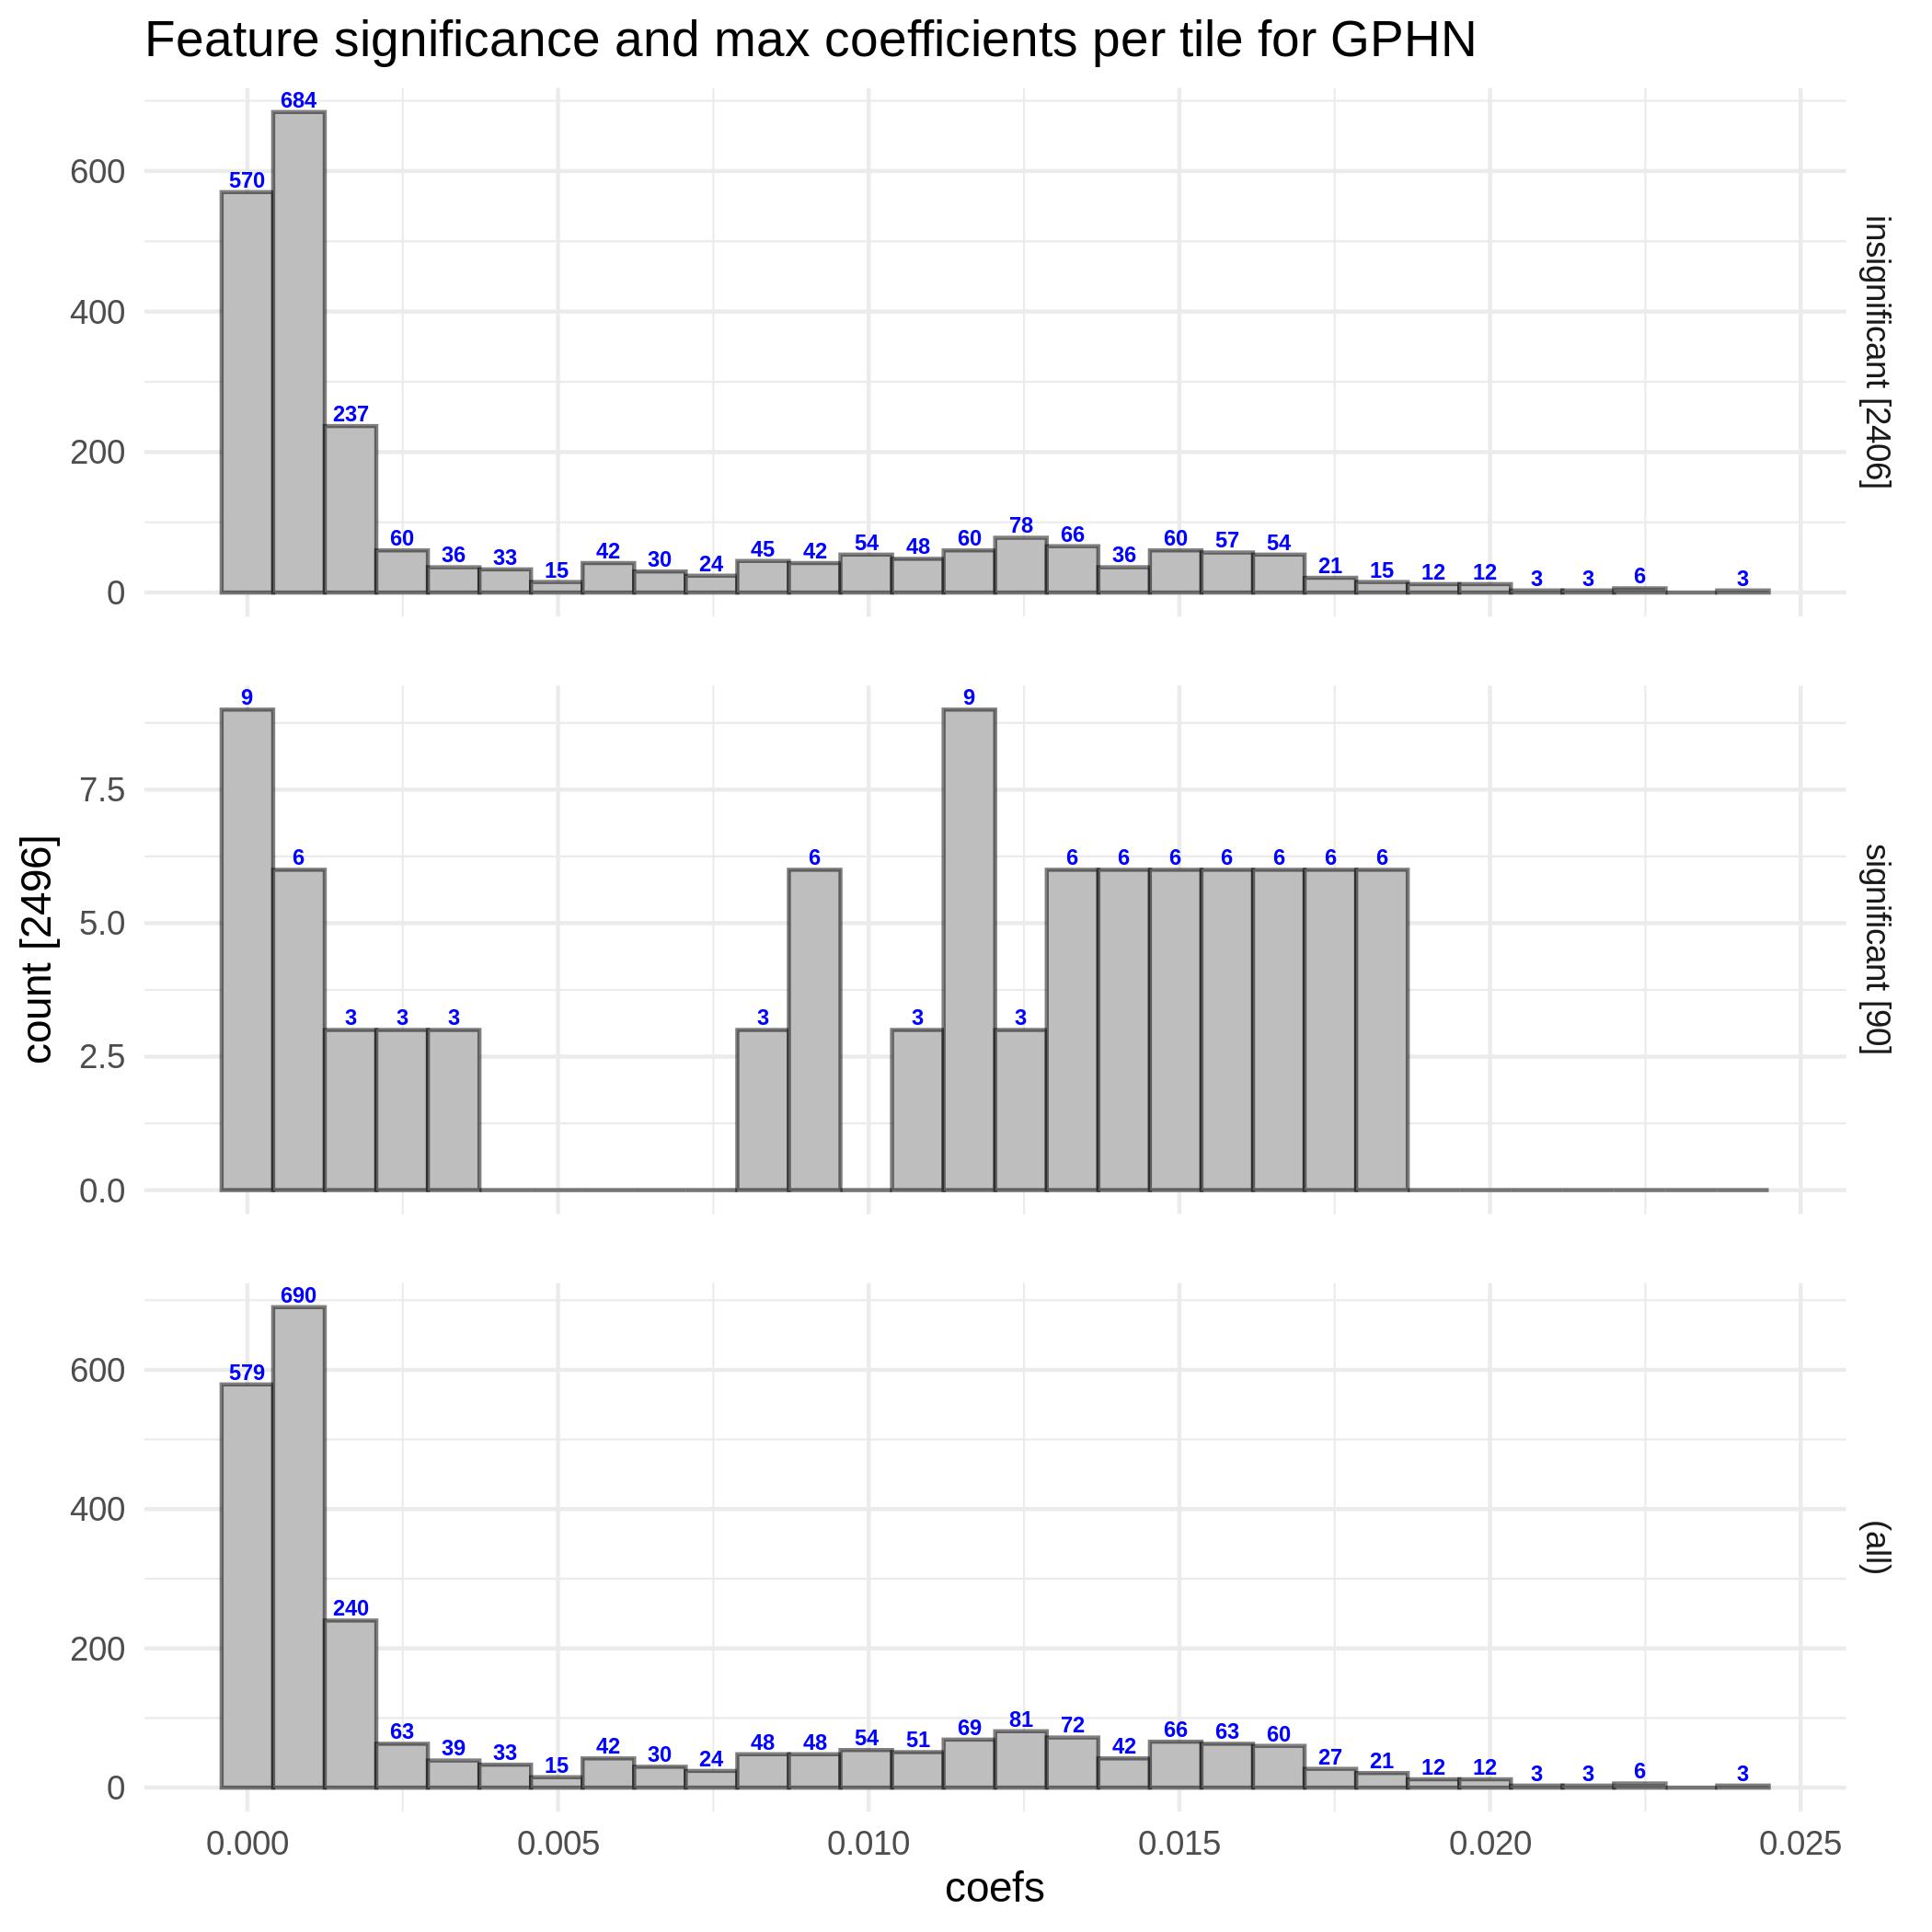 Feature significance and max coefficients per tile for GPHN
684
570
237
60 36 33 15 42 30 24 45 42 54 48 60 78 66 36 60 57 54 21 15 12 12 3 3 6 3
600
400
200
0
insignificant [2406]
9 6 3 3 3 3 6 3 9 3 6 6 6 6 6 6 6
7.5
5.0
2.5
0.0
significant [90]
count [2496]
690
579
240
63 39 33 15 42 30 24 48 48 54 51 69 81 72 42 66 63 60 27 21 12 12 3 3 6 3
600
400
200
0
(all)
0.000 0.005 0.010 0.015 0.020 0.025
coefs